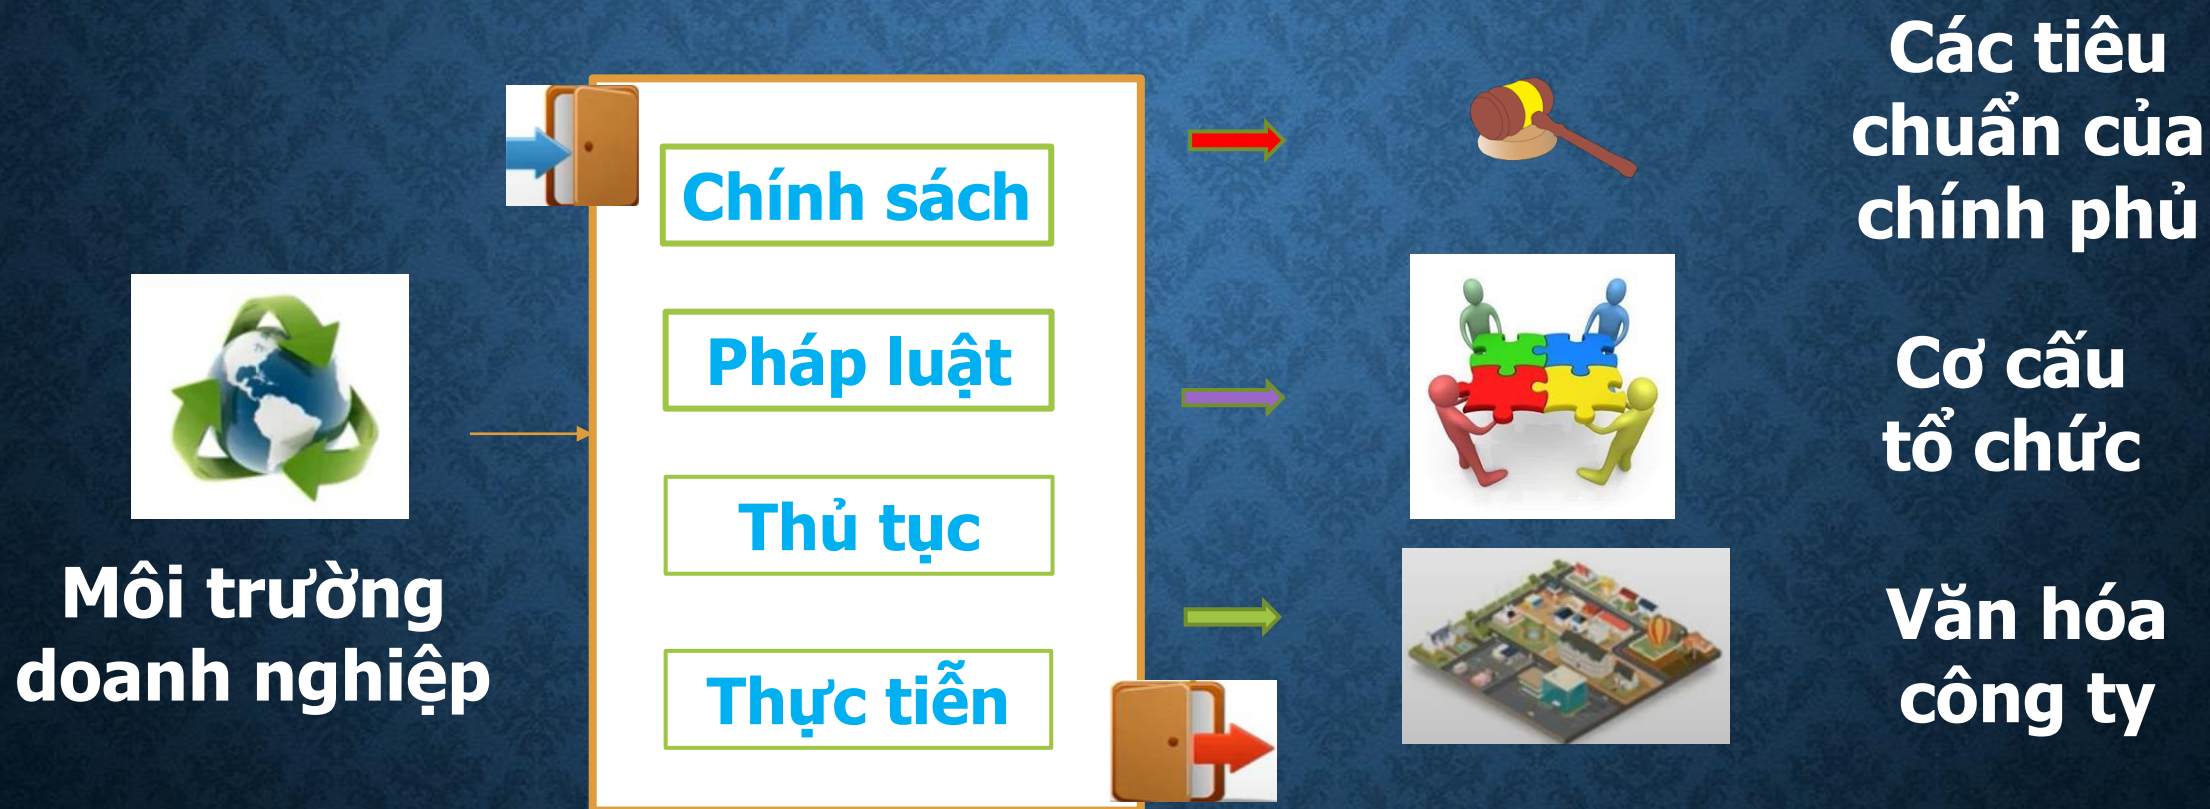 Môi trường
doanh nghiệp
Chính sách
Pháp luật
Thủ tục
Thực tiễn
Các tiêu
chuẩn của
chính phủ
Cơ cấu
tổ chức
Văn hóa
công ty